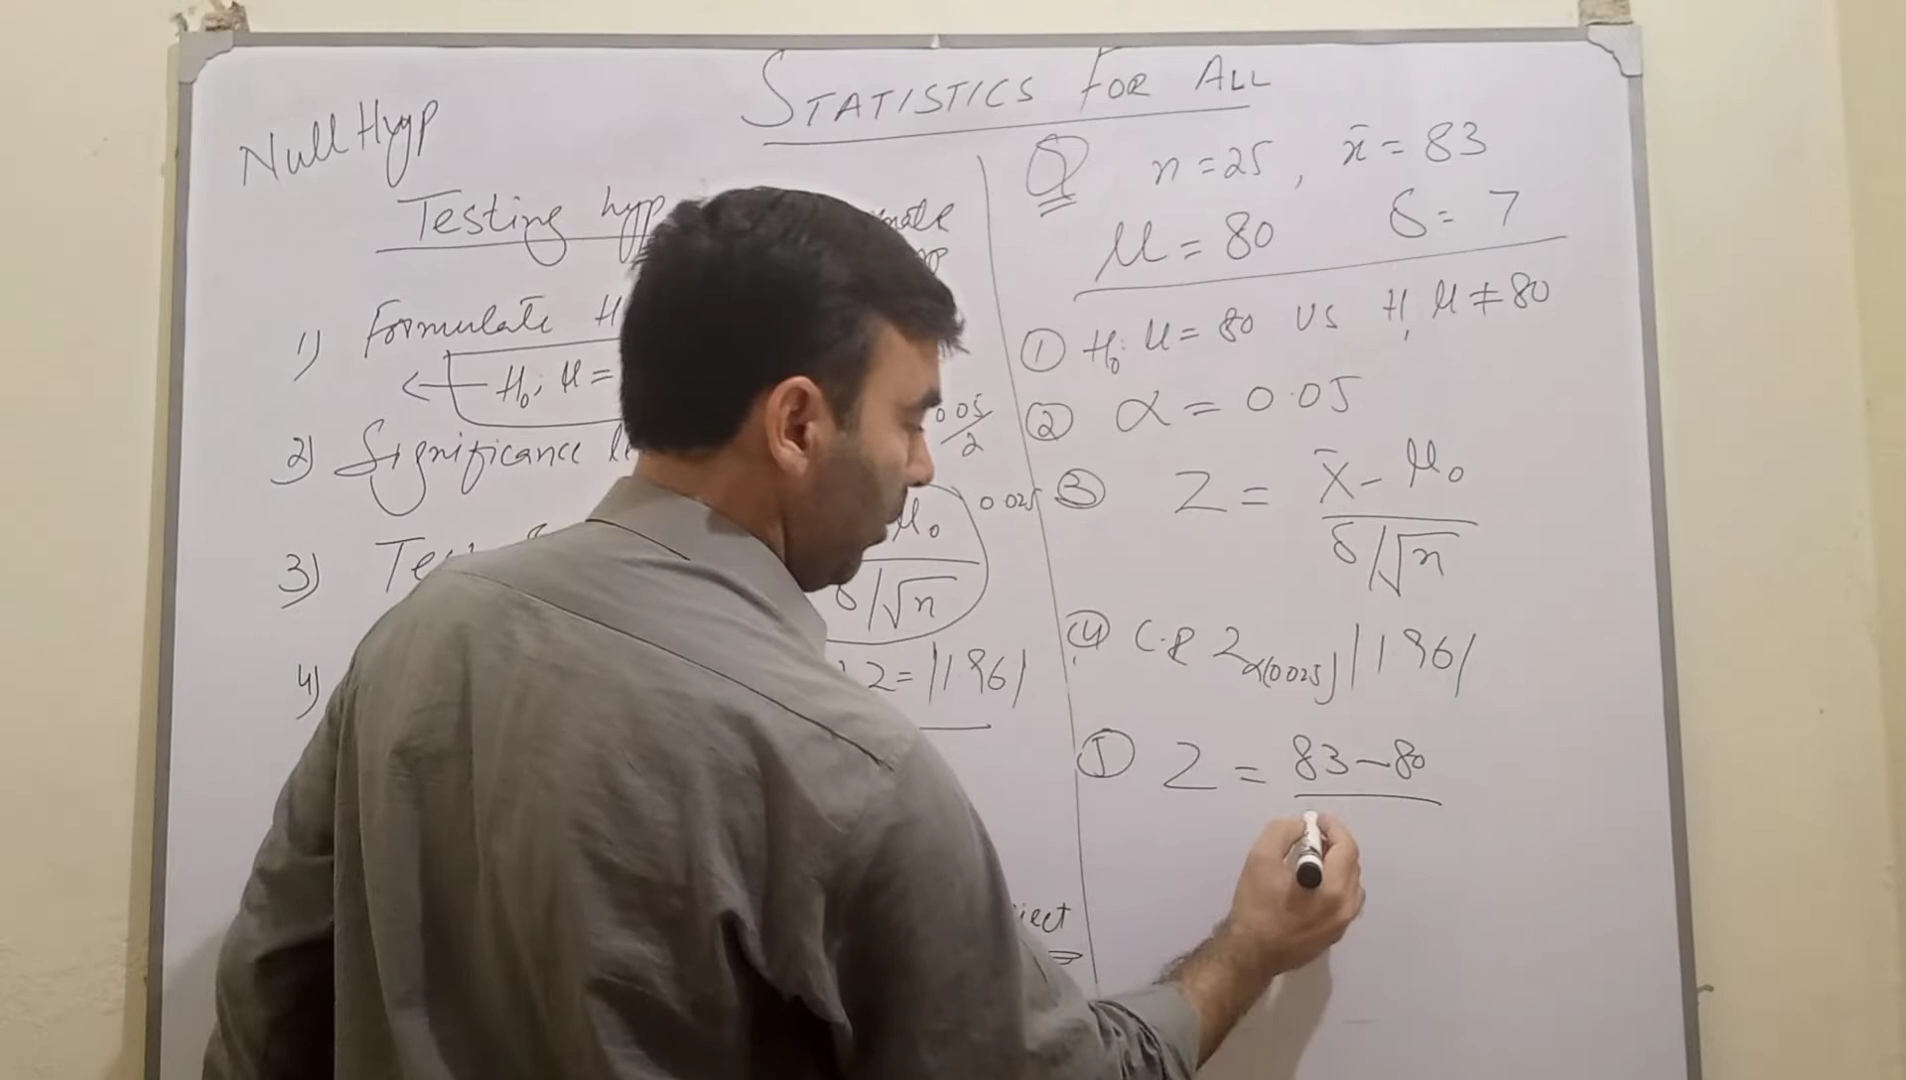 STATISTICS FOR ALL
Null Hyp
Testing hyp
1) Formulate H
H₀: μ =
2) Significance
0.05/2
0.025
3)
μ₀
σ/√n
4) Z = |1.96|
Q n = 25, x̄ = 83
μ = 80 σ = 7
① H₀: μ = 80 vs H₁ μ ≠ 80
② α = 0.05
③ Z = x̄ - μ₀
σ/√n
④ C.R Z α(0.025) |1.96|
⑤ Z = 83 - 80